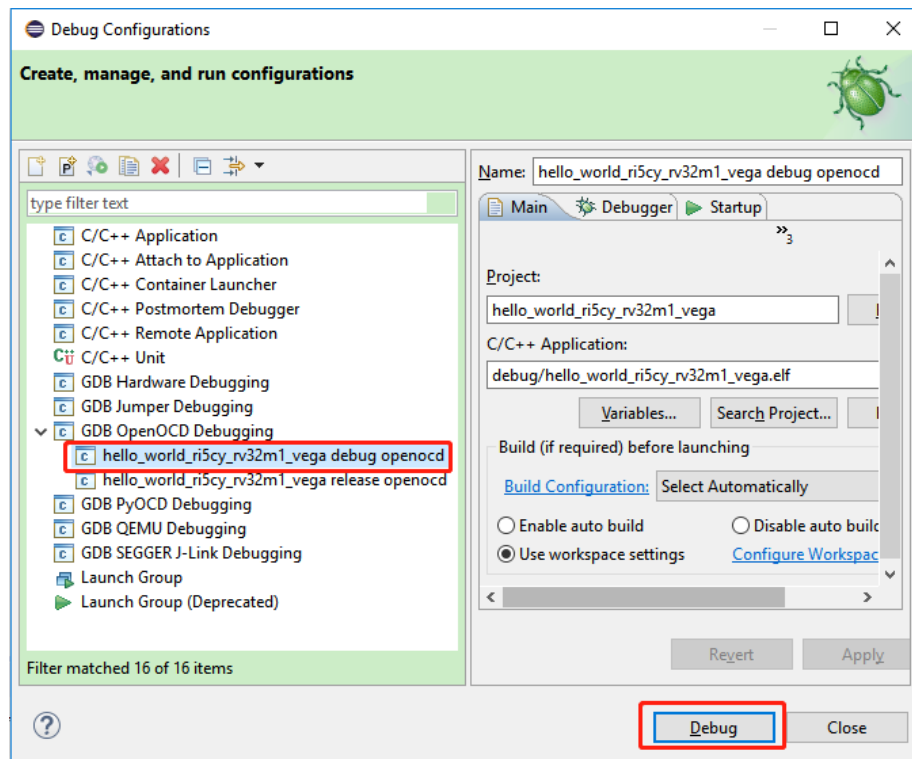 Debug Configurations
Create, manage, and run configurations
type filter text
C/C++ Application
C/C++ Attach to Application
C/C++ Container Launcher
C/C++ Postmortem Debugger
C/C++ Remote Application
C/C++ Unit
GDB Hardware Debugging
GDB Jumper Debugging
GDB OpenOCD Debugging
hello_world_ri5cy_rv32m1_vega debug openocd
hello_world_ri5cy_rv32m1_vega release openocd
GDB PyOCD Debugging
GDB QEMU Debugging
GDB SEGGER J-Link Debugging
Launch Group
Launch Group (Deprecated)
Filter matched 16 of 16 items
Name: hello_world_ri5cy_rv32m1_vega debug openocd
Main Debugger Startup
»3
Project:
hello_world_ri5cy_rv32m1_vega
C/C++ Application:
debug/hello_world_ri5cy_rv32m1_vega.elf
Variables... Search Project...
Build (if required) before launching
Build Configuration: Select Automatically
Enable auto build Disable auto build
Use workspace settings Configure Workspac
Revert Apply
Debug Close